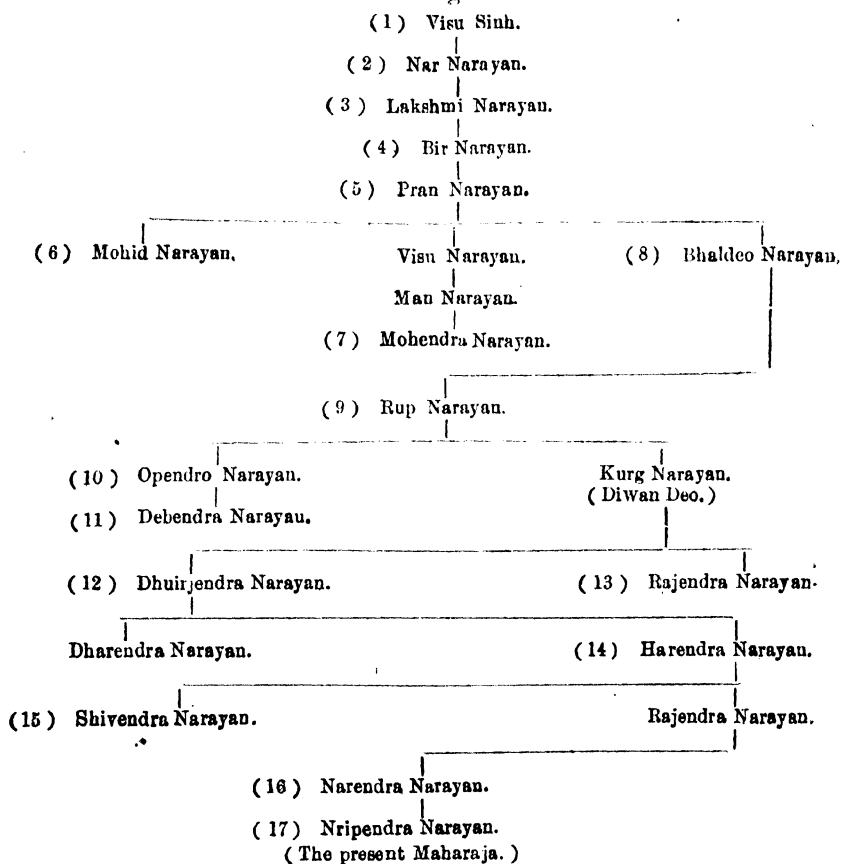 (1) Visu Sinh.
(2) Nar Narayan.
(3) Lakshmi Narayan.
(4) Bir Narayan.
(5) Pran Narayan.
(6) Mohid Narayan. Visu Narayan. (8) Bhaldeo Narayan,
Man Narayan.
(7) Mohendra Narayan.
(9) Rup Narayan.
(10) Opendro Narayan. Kurg Narayan.
(Diwan Deo.)
(11) Debendra Narayau.
(12) Dhuirjendra Narayan. (13) Rajendra Narayan.
Dharendra Narayan. (14) Harendra Narayan.
(15) Shivendra Narayan. Rajendra Narayan.
(16) Narendra Narayan.
(17) Nripendra Narayan.
(The present Maharaja.)